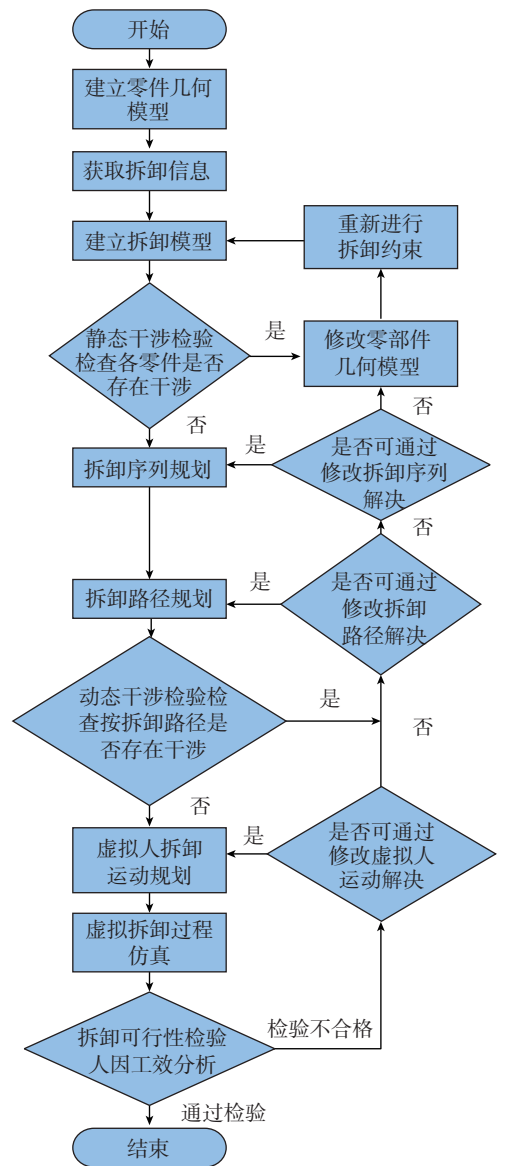 开始
建立零件几何
模型
获取拆卸信息
建立拆卸模型
重新进行
拆卸约束
静态干涉检验
检查各零件是否
存在干涉
是
修改零部件
几何模型
否
否
拆卸序列规划
是
是否可通过
修改拆卸序列
解决
否
拆卸路径规划
是
是否可通过
修改拆卸
路径解决
动态干涉检验检
查按拆卸路径是
否存在干涉
是
否
否
虚拟人拆卸
运动规划
是
是否可通过
修改虚拟人
运动解决
虚拟拆卸过程
仿真
拆卸可行性检验
人因工效分析
检验不合格
通过检验
结束